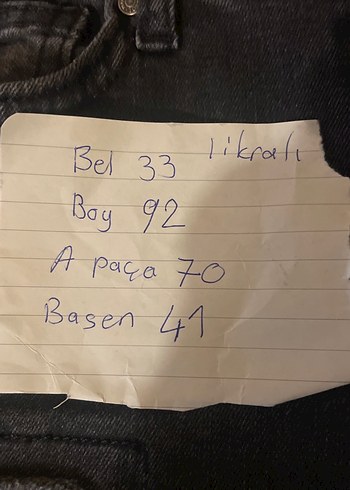 Bel 33 likralı
Boy 92
A paça 70
Basen 41